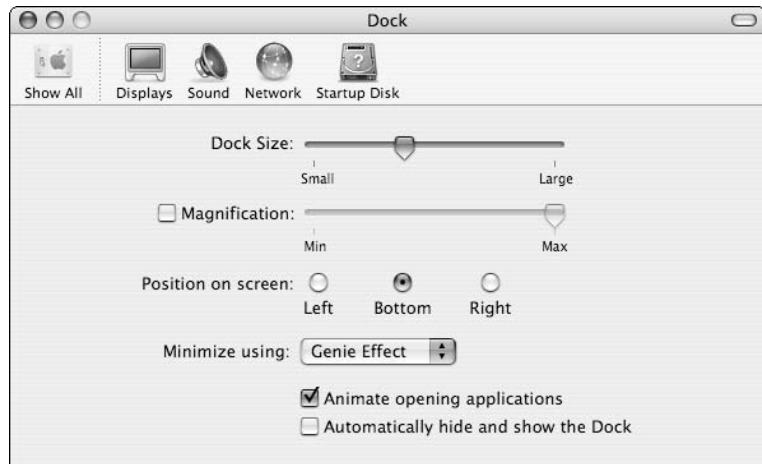 Dock
Show All Displays Sound Network Startup Disk
Dock Size:
Small Large
Magnification:
Min Max
Position on screen:
Left Bottom Right
Minimize using: Genie Effect
Animate opening applications
Automatically hide and show the Dock